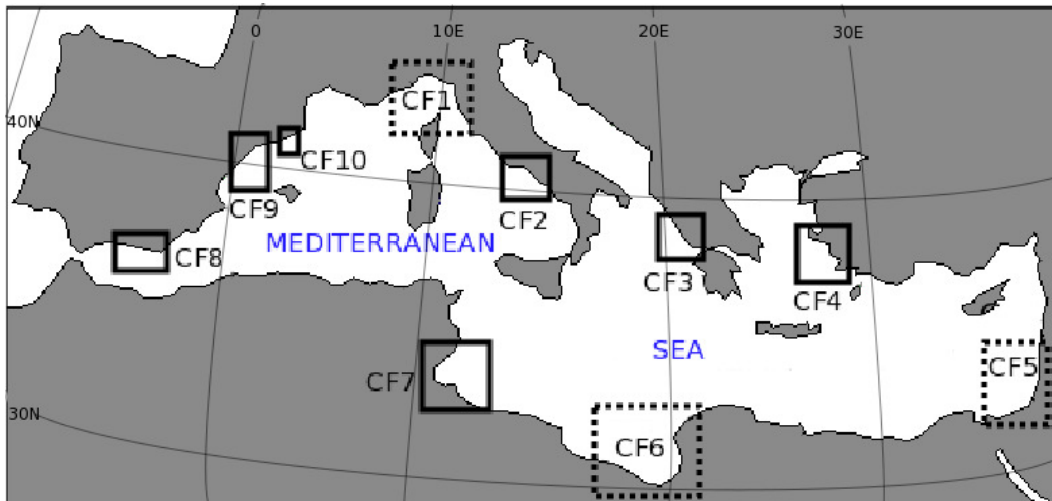 0 10E 20E 30E
CF1
40N
CF10
CF9 CF2
MEDITERRANEAN
CF8
CF3 CF4
SEA
CF5
CF7
30N
CF6